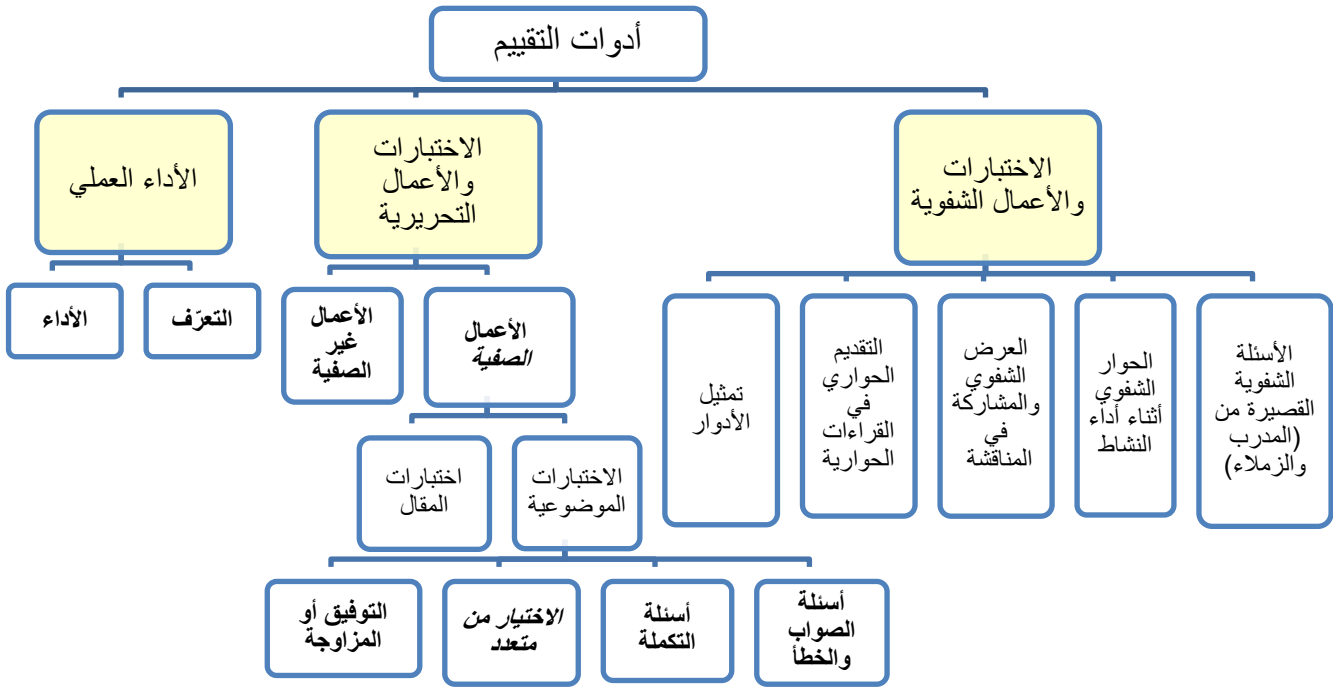 أدوات التقييم
الاختبارات
والأعمال الشفوية
الاختبارات
والأعمال
التحريرية
الأداء العملي
الأسئلة
الشفوية
القصيرة من
(المدرب
والزملاء)
الحوار
الشفوي
أثناء أداء
النشاط
العرض
الشفوي
والمشاركة
في
المناقشة
التقديم
الحواري
في
القراءات
الحوارية
تمثيل
الأدوار
الأعمال
الصفية
الأعمال
غير
الصفية
التعرّف
الأداء
الاختبارات
الموضوعية
اختبارات
المقال
أسئلة
الصواب
والخطأ
أسئلة
التكملة
الاختيار من
متعدد
التوفيق أو
المزاوجة